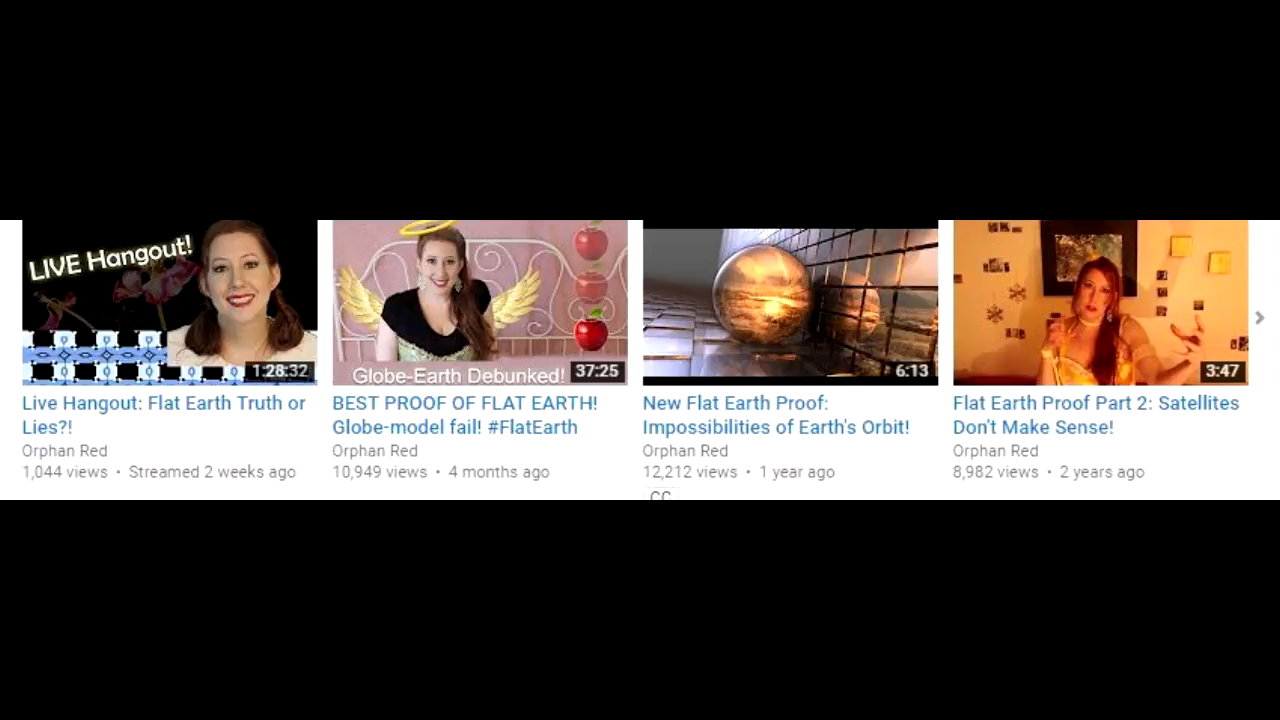 LIVE Hangout!
1:28:32
Live Hangout: Flat Earth Truth or
Lies?!
Orphan Red
1,044 views • Streamed 2 weeks ago
Globe-Earth Debunked!
37:25
BEST PROOF OF FLAT EARTH!
Globe-model fail! #FlatEarth
Orphan Red
10,949 views • 4 months ago
6:13
New Flat Earth Proof:
Impossibilities of Earth's Orbit!
Orphan Red
12,212 views • 1 year ago
CC
3:47
Flat Earth Proof Part 2: Satellites
Don't Make Sense!
Orphan Red
8,982 views • 2 years ago